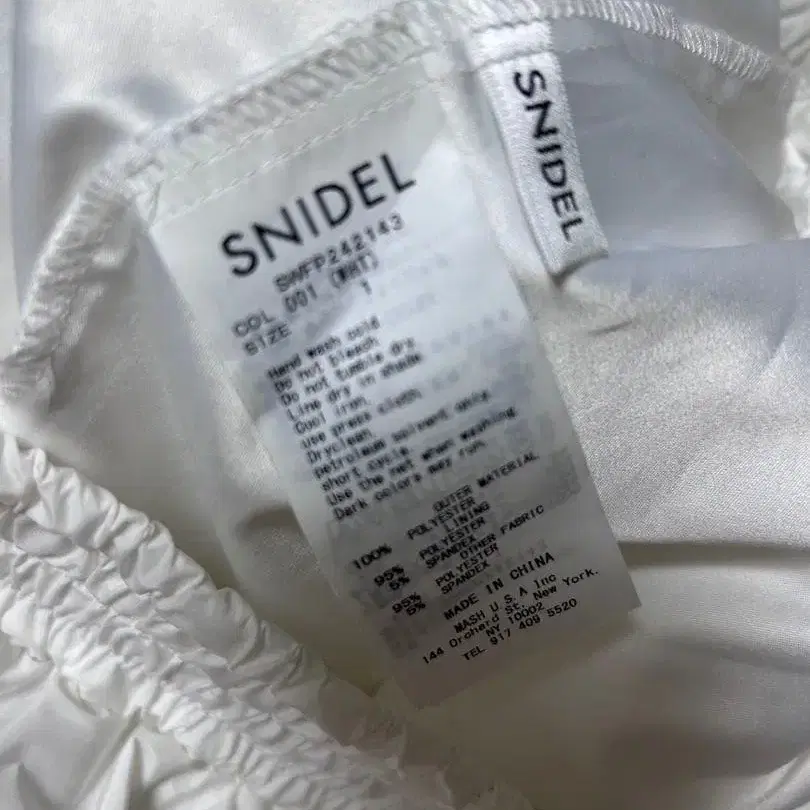 SNIDEL
SWFP242143
COL 001 (WHT)
SIZE 1
Hand wash cold
Do not bleach
Do not tumble dry
Line dry in shade
Cool iron.
use press cloth.
Dryclean.
petroleum solvent only
short cycle.
Use the net when washing
Dark colors may run.
OUTER MATERIAL
100% POLYESTER
LINING
95% POLYESTER
5% SPANDEX
OTHER FABRIC
95% POLYESTER
5% SPANDEX
MADE IN CHINA
MASH U.S.A Inc
144 Orchard St. New York.
NY 10002
TEL 917 409 5520
SNIDEL